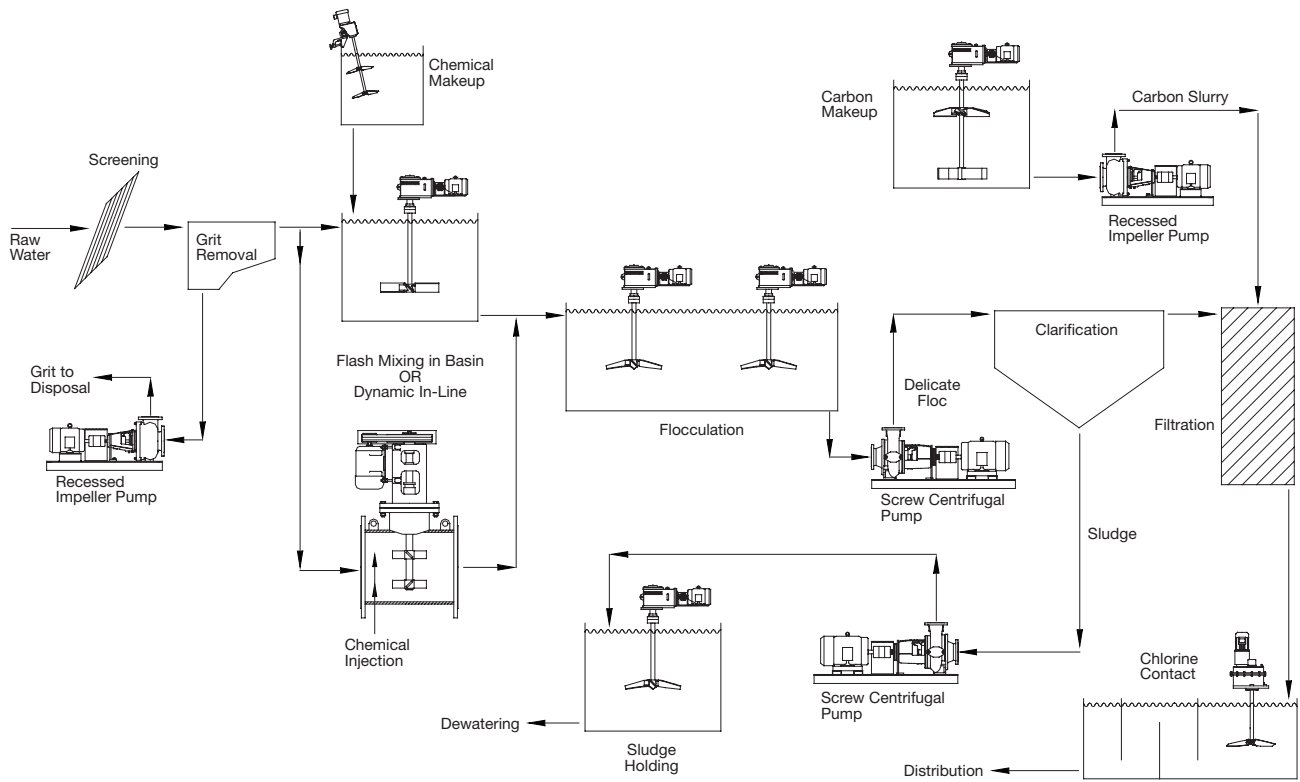 Chemical
Makeup
Carbon
Makeup
Carbon Slurry
Screening
Raw
Water
Grit
Removal
Recessed
Impeller Pump
Flash Mixing in Basin
OR
Dynamic In-Line
Grit to
Disposal
Recessed
Impeller Pump
Flocculation
Delicate
Floc
Clarification
Filtration
Screw Centrifugal
Pump
Sludge
Chemical
Injection
Screw Centrifugal
Pump
Chlorine
Contact
Dewatering
Sludge
Holding
Distribution